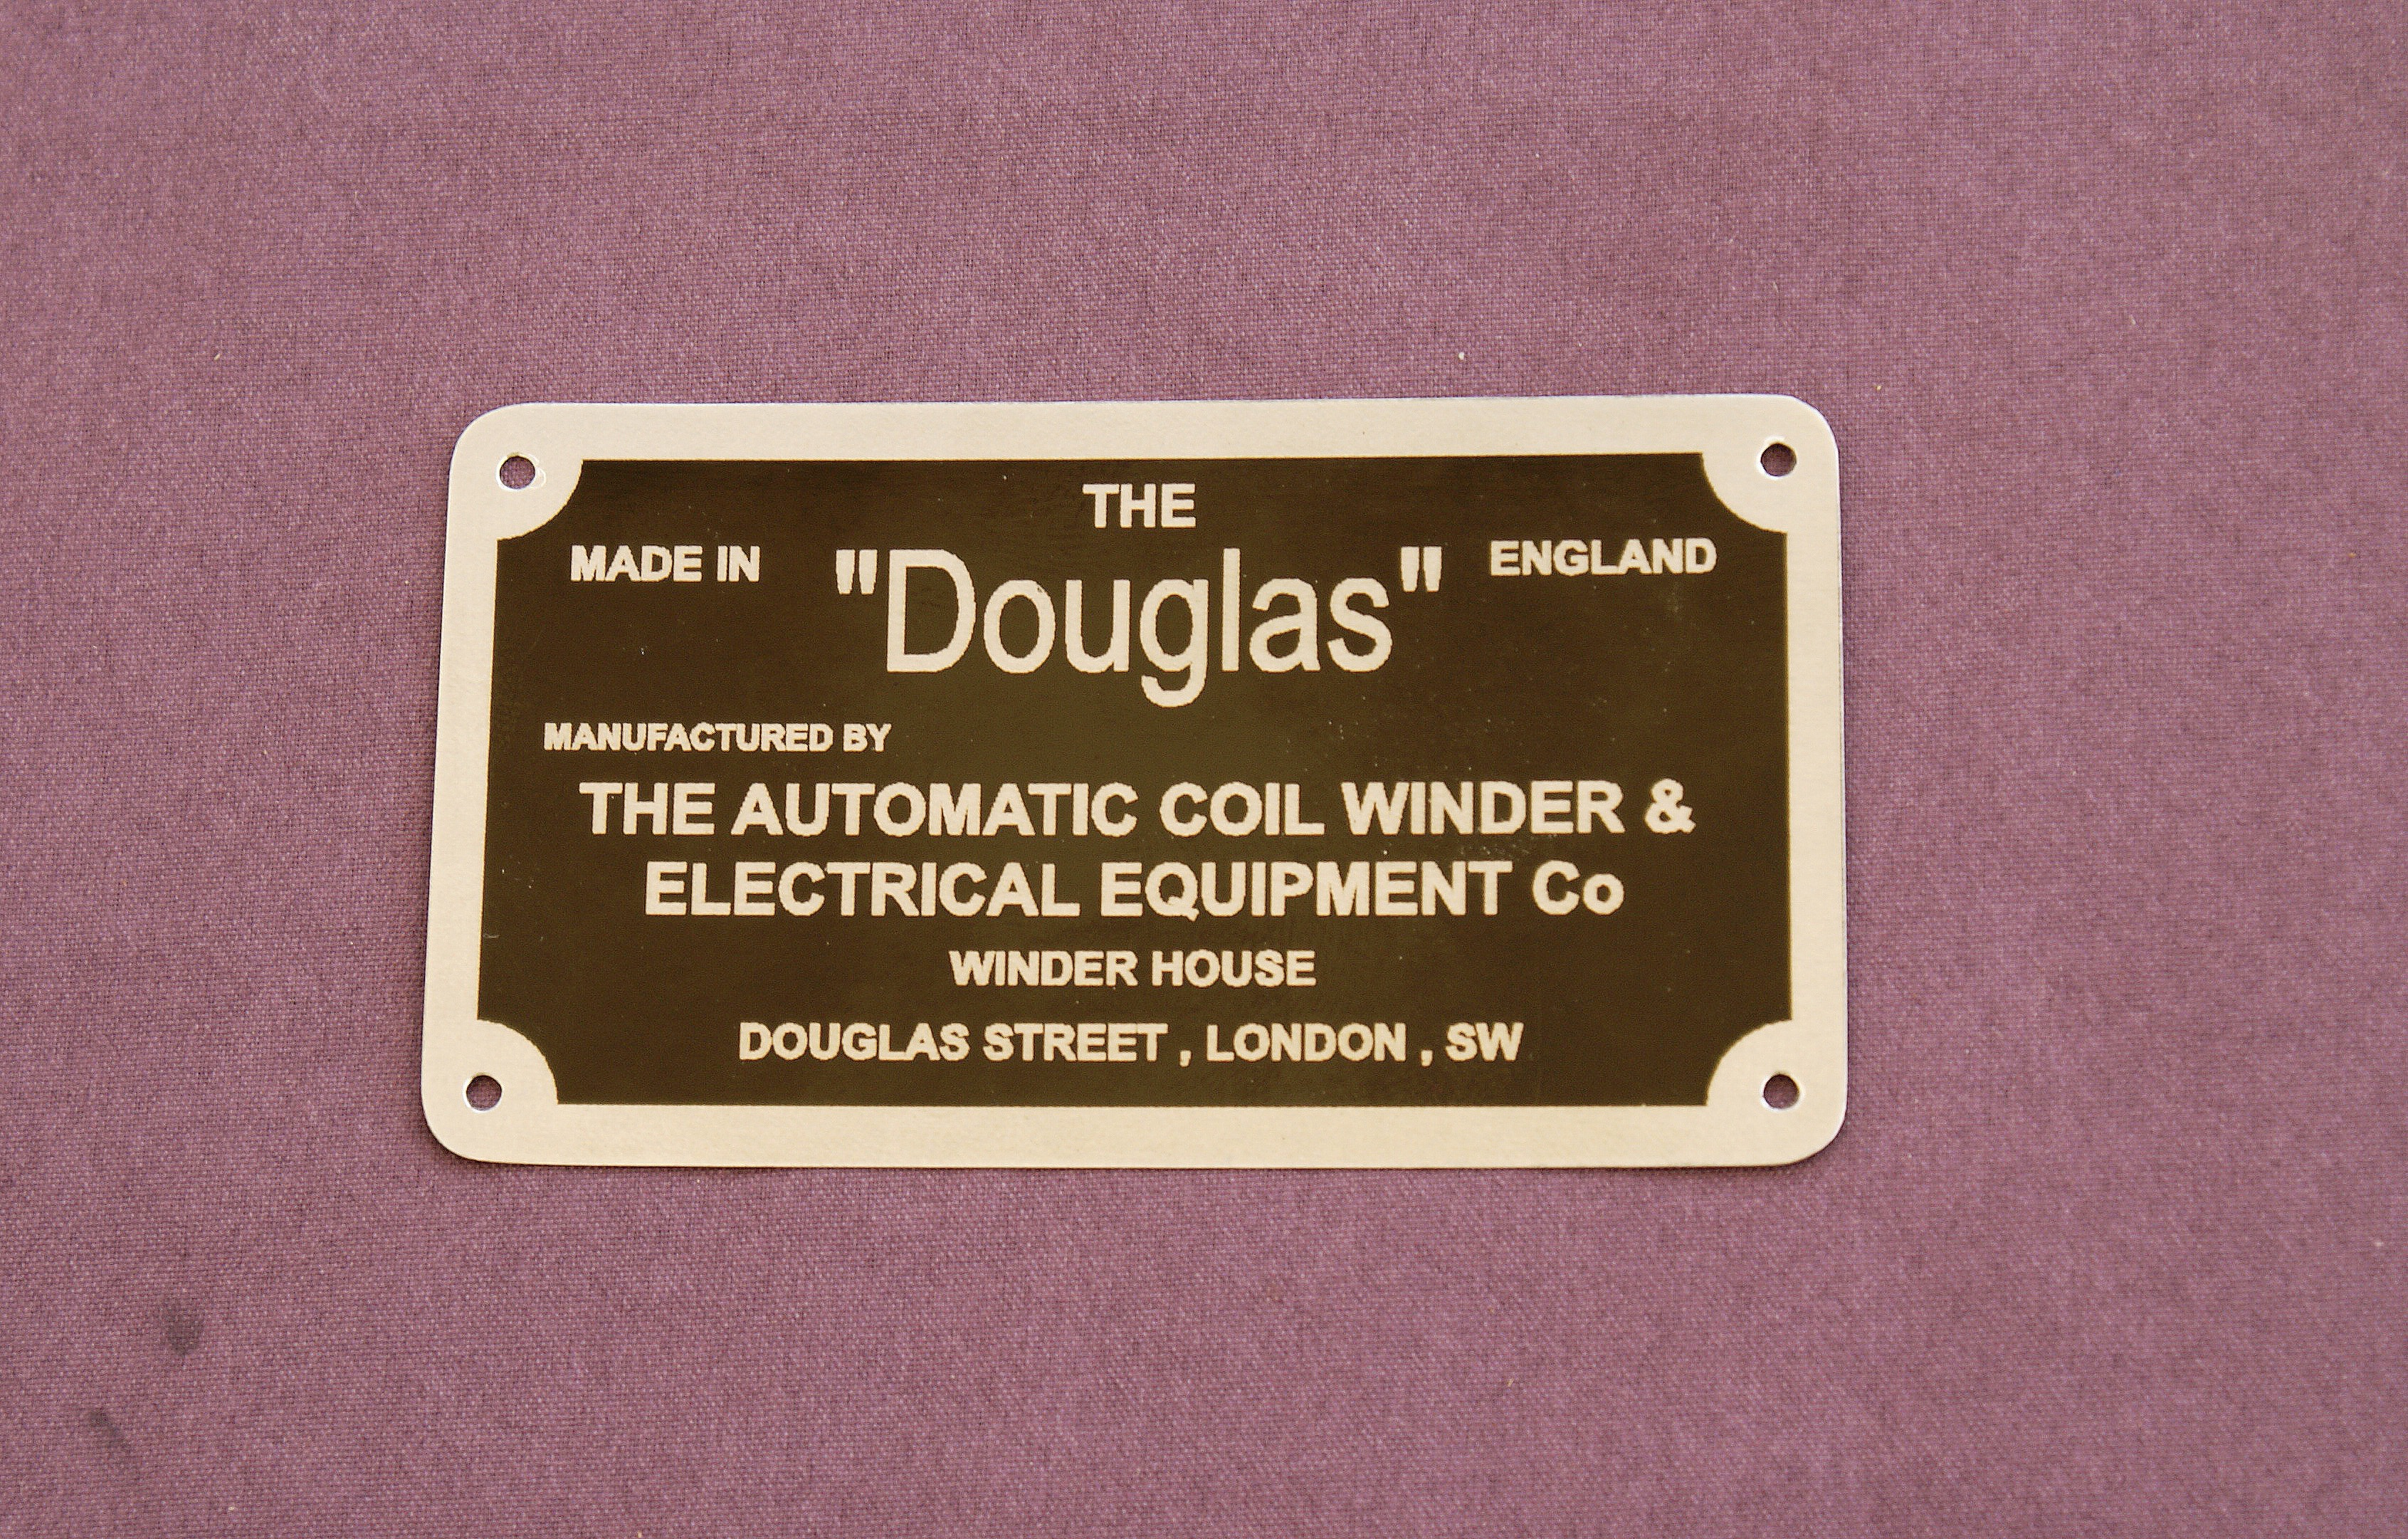 THE
MADE IN "Douglas" ENGLAND
MANUFACTURED BY
THE AUTOMATIC COIL WINDER &
ELECTRICAL EQUIPMENT Co
WINDER HOUSE
DOUGLAS STREET , LONDON , SW